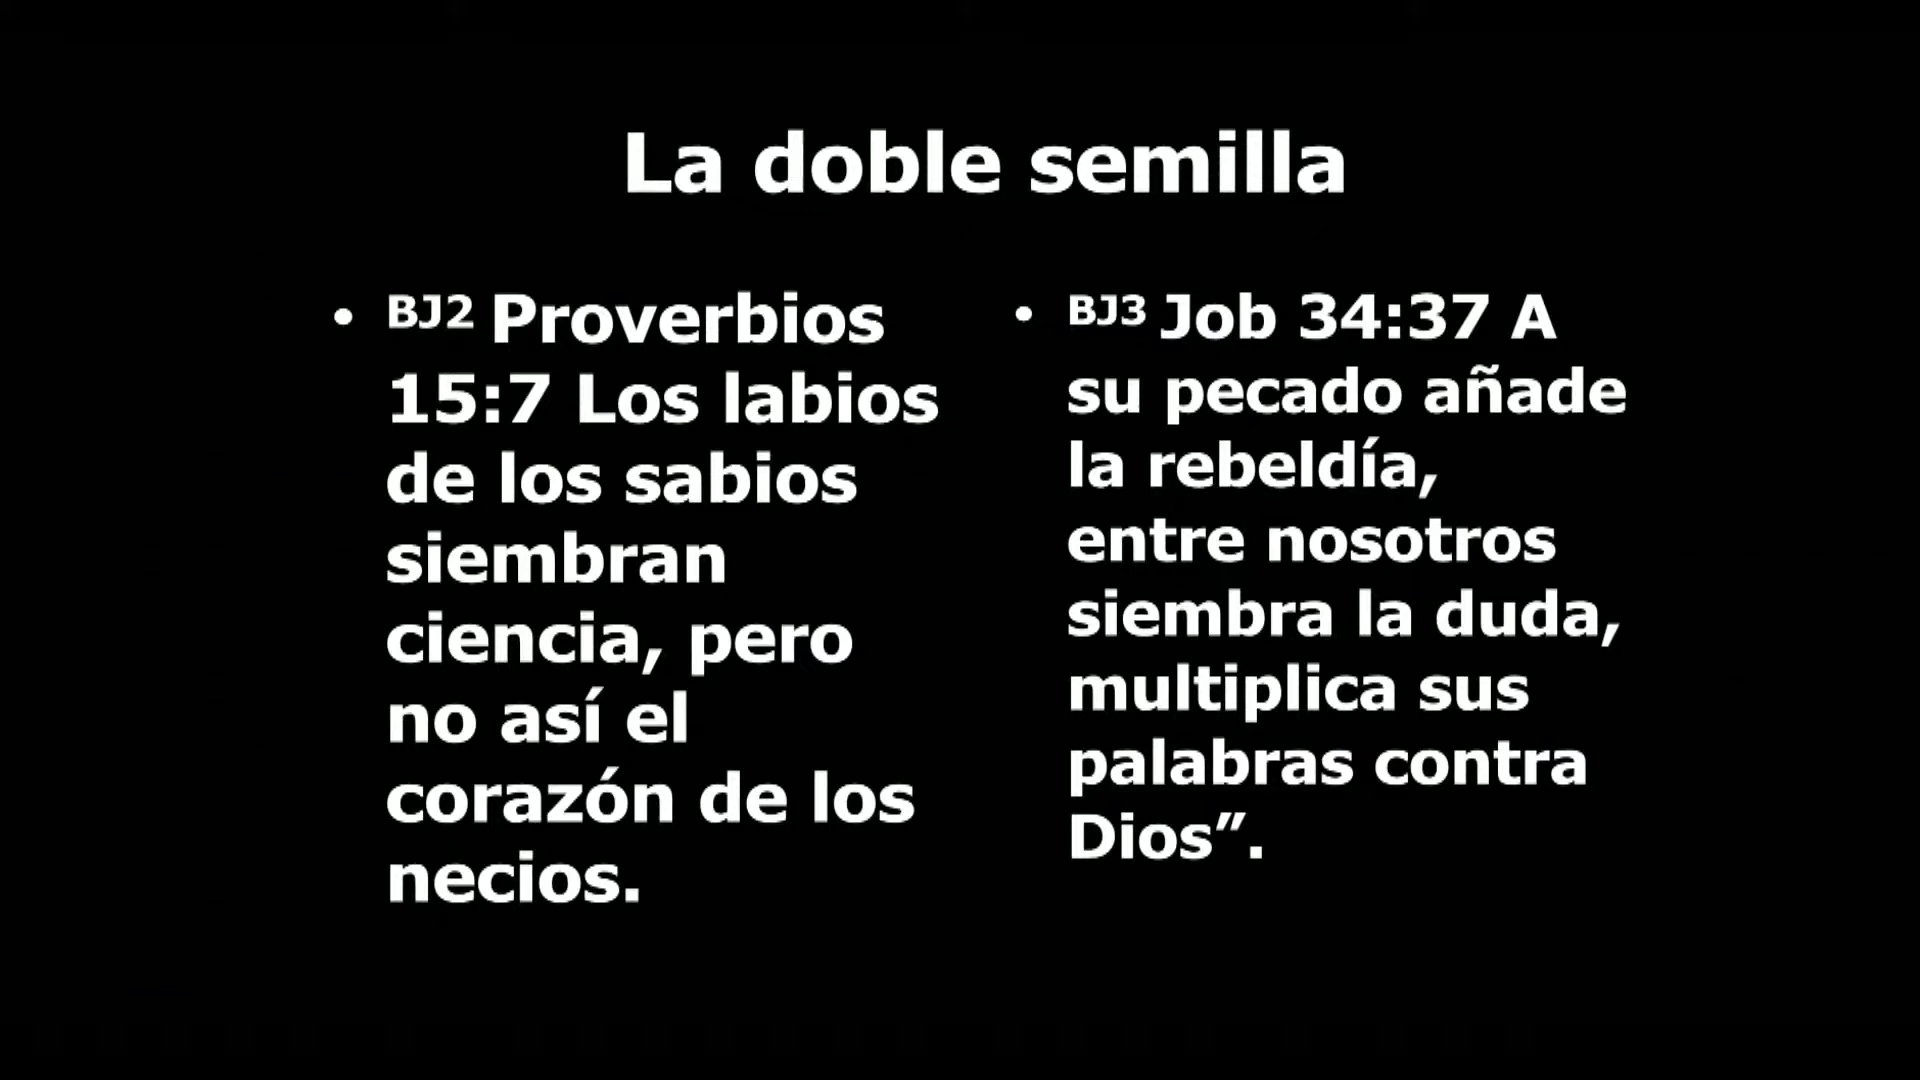 La doble semilla
• BJ2 Proverbios
15:7 Los labios
de los sabios
siembran
ciencia, pero
no así el
corazón de los
necios.
• BJ3 Job 34:37 A
su pecado añade
la rebeldía,
entre nosotros
siembra la duda,
multiplica sus
palabras contra
Dios”.